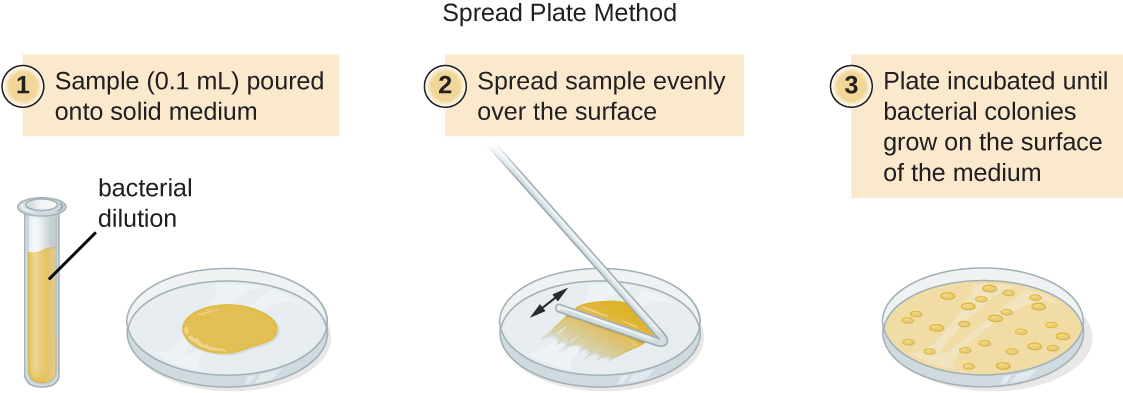 Spread Plate Method
1 Sample (0.1 mL) poured
onto solid medium
2 Spread sample evenly
over the surface
3 Plate incubated until
bacterial colonies
grow on the surface
of the medium
bacterial
dilution